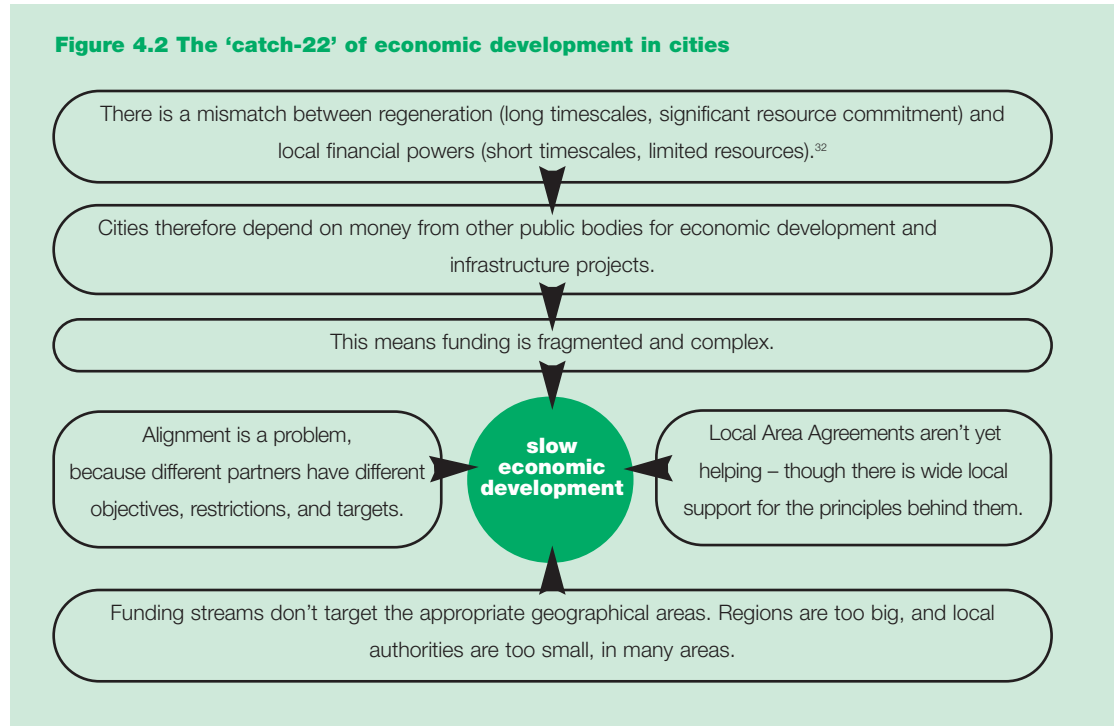 Figure 4.2 The ‘catch-22’ of economic development in cities
There is a mismatch between regeneration (long timescales, significant resource commitment) and
local financial powers (short timescales, limited resources).³²
Cities therefore depend on money from other public bodies for economic development and
infrastructure projects.
This means funding is fragmented and complex.
Alignment is a problem,
because different partners have different
objectives, restrictions, and targets.
slow
economic
development
Local Area Agreements aren’t yet
helping – though there is wide local
support for the principles behind them.
Funding streams don’t target the appropriate geographical areas. Regions are too big, and local
authorities are too small, in many areas.